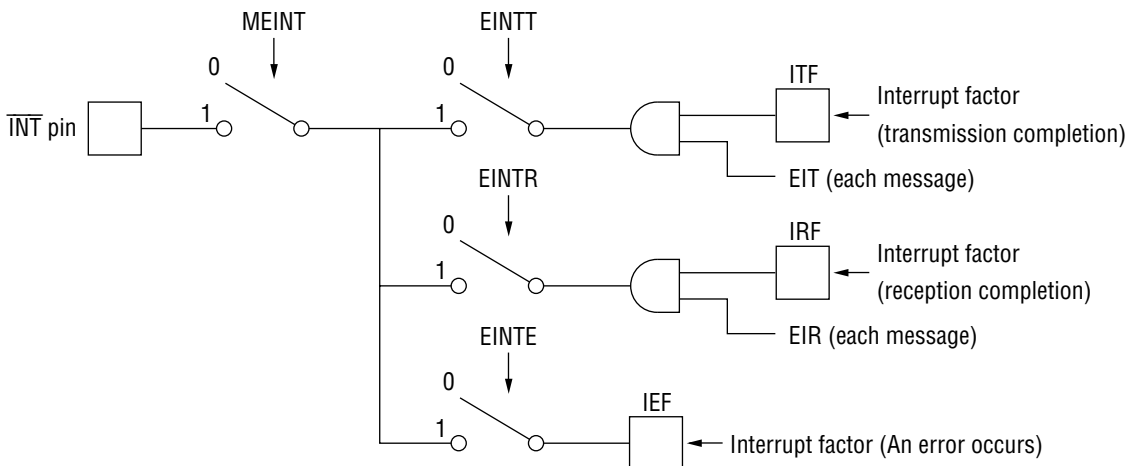 MEINT
EINTT
0
0
ITF
Interrupt factor
1
1
INT pin
(transmission completion)
EIT (each message)
EINTR
0
IRF
Interrupt factor
1
(reception completion)
EIR (each message)
EINTE
0
IEF
1
Interrupt factor (An error occurs)